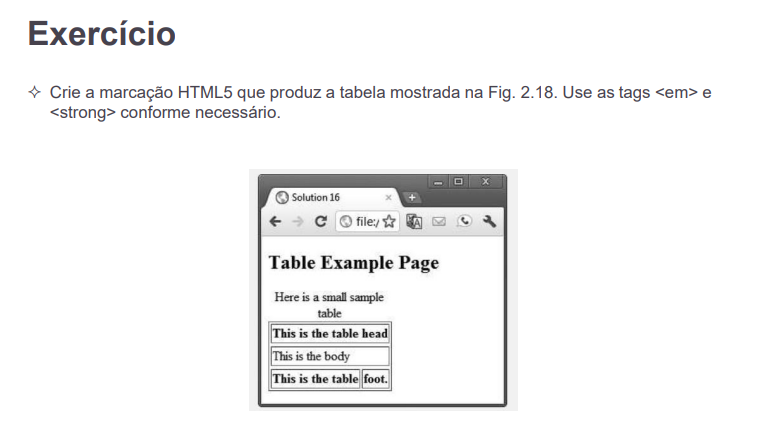 Exercício
✧ Crie a marcação HTML5 que produz a tabela mostrada na Fig. 2.18. Use as tags <em> e
<strong> conforme necessário.
Solution 16
file:/
Table Example Page
Here is a small sample
table
This is the table head
This is the body
This is the table foot.